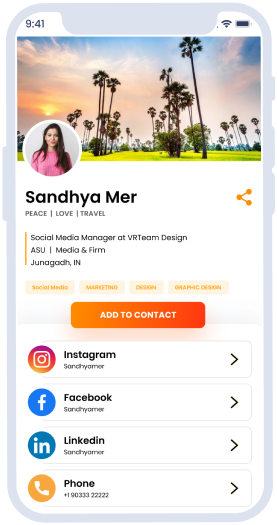 9:41
Sandhya Mer
PEACE | LOVE | TRAVEL
Social Media Manager at VRTeam Design
ASU | Media & Firm
Junagadh, IN
Social Media MARKETING DESIGN GRAPHIC DESIGN
ADD TO CONTACT
Instagram
Sandhyamer
Facebook
Sandhyamer
Linkedin
Sandhyamer
Phone
+1 90333 22222